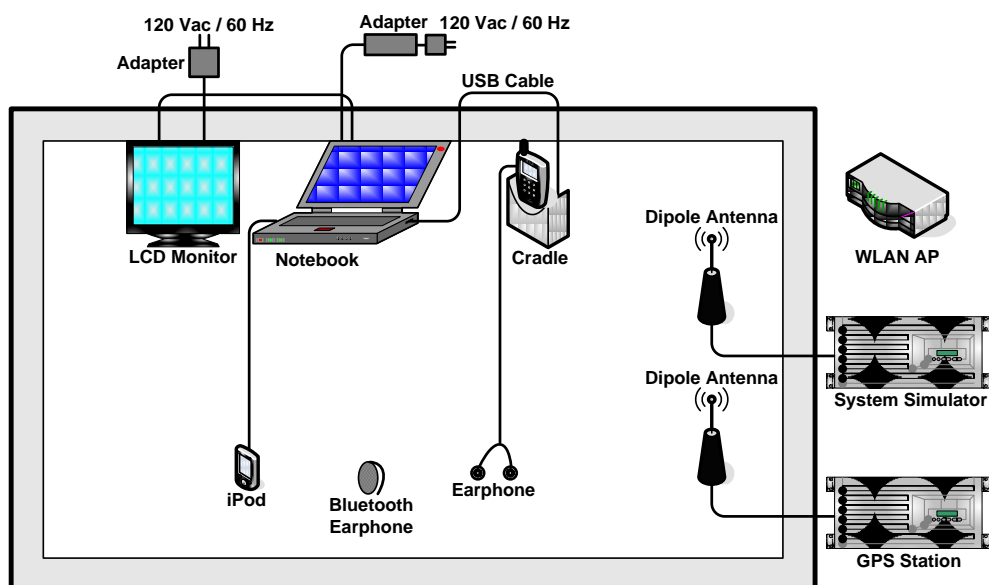 120 Vac / 60 Hz
Adapter
Adapter
120 Vac / 60 Hz
USB Cable
LCD Monitor
Notebook
Cradle
Dipole Antenna
WLAN AP
System Simulator
Dipole Antenna
iPod
Bluetooth
Earphone
Earphone
GPS Station